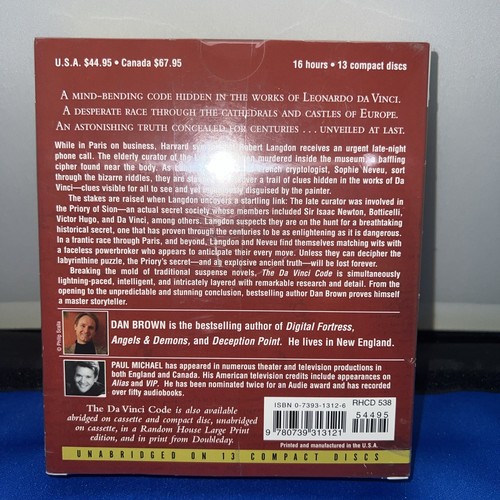 U.S.A. $44.95 • Canada $67.95
16 hours • 13 compact discs
A MIND-BENDING CODE HIDDEN IN THE WORKS OF LEONARDO DA VINCI.
A DESPERATE RACE THROUGH THE CATHEDRALS AND CASTLES OF EUROPE.
AN ASTONISHING TRUTH CONCEALED FOR CENTURIES . . . UNVEILED AT LAST.
While in Paris on business, Harvard Robert Langdon receives an urgent late-night
phone call. The elderly curator of the murdered inside the museum, a baffling
cipher found near the body. As cryptologist, Sophie Neveu, sort
through the bizarre riddles, they are a trail of clues hidden in the works of Da
Vinci—clues visible for all to see and yet disguised by the painter.
The stakes are raised when Langdon uncovers a startling link: The late curator was involved in
the Priory of Sion—an actual secret society whose members included Sir Isaac Newton, Botticelli,
Victor Hugo, and Da Vinci, among others. Langdon suspects they are on the hunt for a breathtaking
historical secret, one that has proven through the centuries to be as enlightening as it is dangerous.
In a frantic race through Paris, and beyond, Langdon and Neveu find themselves matching wits with
a faceless powerbroker who appears to anticipate their every move. Unless they can decipher the
labyrinthine puzzle, the Priory's secret—and an explosive ancient truth—will be lost forever.
Breaking the mold of traditional suspense novels, The Da Vinci Code is simultaneously
lightning-paced, intelligent, and intricately layered with remarkable research and detail. From the
opening to the unpredictable and stunning conclusion, bestselling author Dan Brown proves himself
a master storyteller.
© Philip Scalia
DAN BROWN is the bestselling author of Digital Fortress,
Angels & Demons, and Deception Point. He lives in New England.
PAUL MICHAEL has appeared in numerous theater and television productions in
both England and Canada. His American television credits include appearances on
Alias and VIP. He has been nominated twice for an Audie award and has recorded
over fifty audiobooks.
The Da Vinci Code is also available
abridged on cassette and compact disc, unabridged
on cassette, in a Random House Large Print
edition, and in print from Doubleday.
ISBN 0-7393-1312-6
RHCD 538
54495
9 780739 313121
Printed and manufactured in the U.S.A.
UNABRIDGED ON 13 COMPACT DISCS